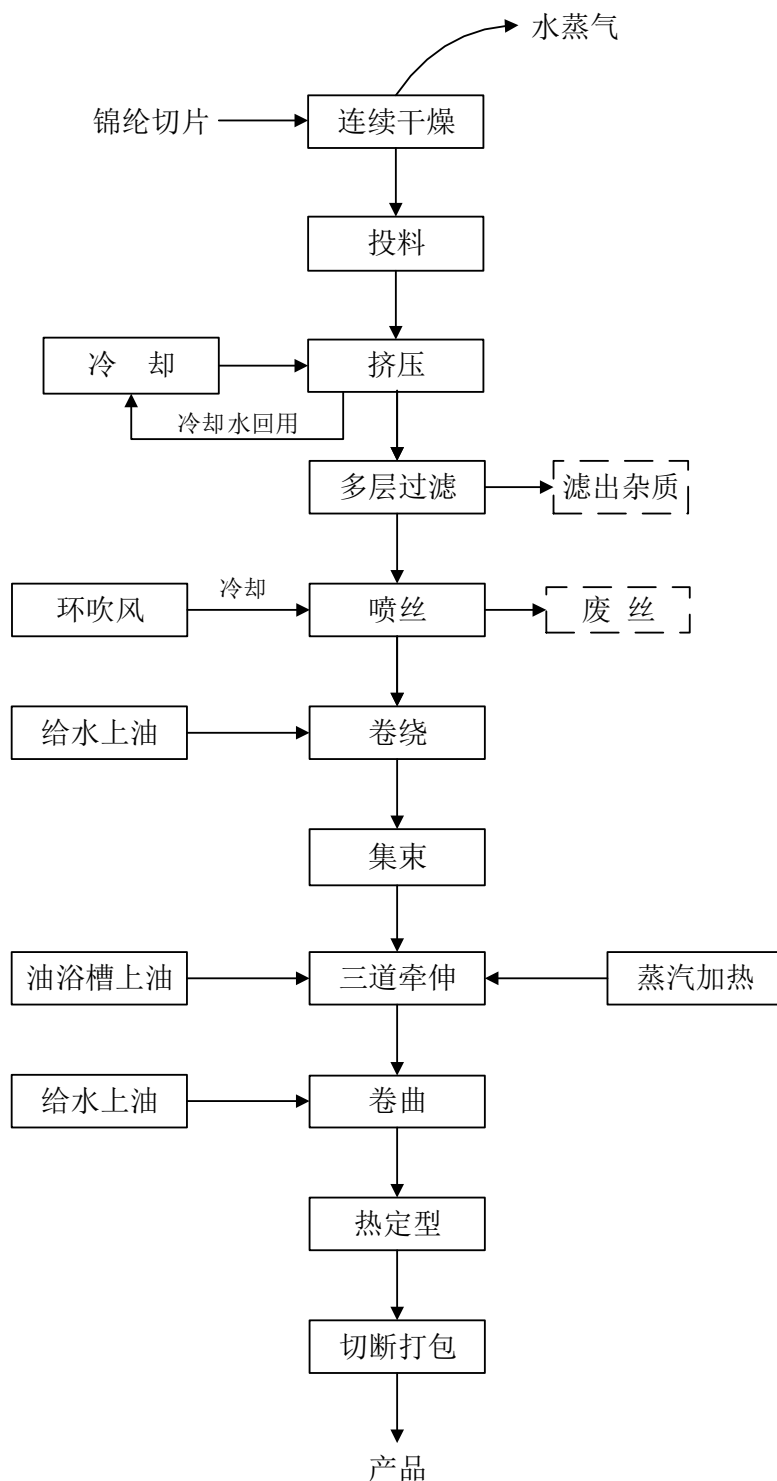 水蒸气
锦纶切片
连续干燥
投料
冷 却
挤压
冷却水回用
多层过滤
滤出杂质
环吹风
冷却
喷丝
废 丝
给水上油
卷绕
集束
油浴槽上油
三道牵伸
蒸汽加热
给水上油
卷曲
热定型
切断打包
产品